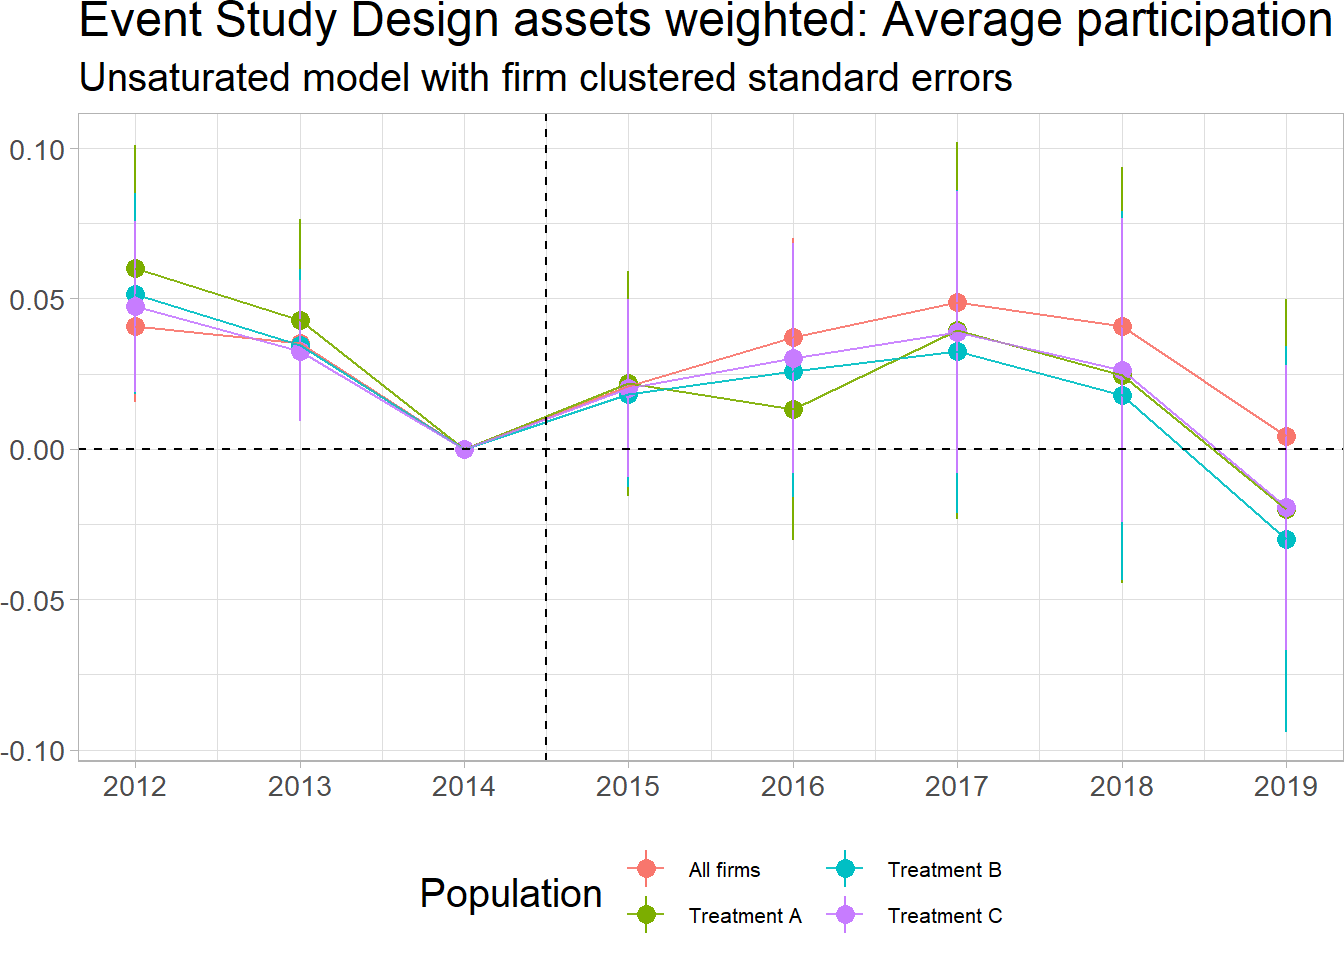 Event Study Design assets weighted: Average participation
Unsaturated model with firm clustered standard errors
0.10
0.05
0.00
-0.05
-0.10
2012 2013 2014 2015 2016 2017 2018 2019
Population
All firms
Treatment A
Treatment B
Treatment C